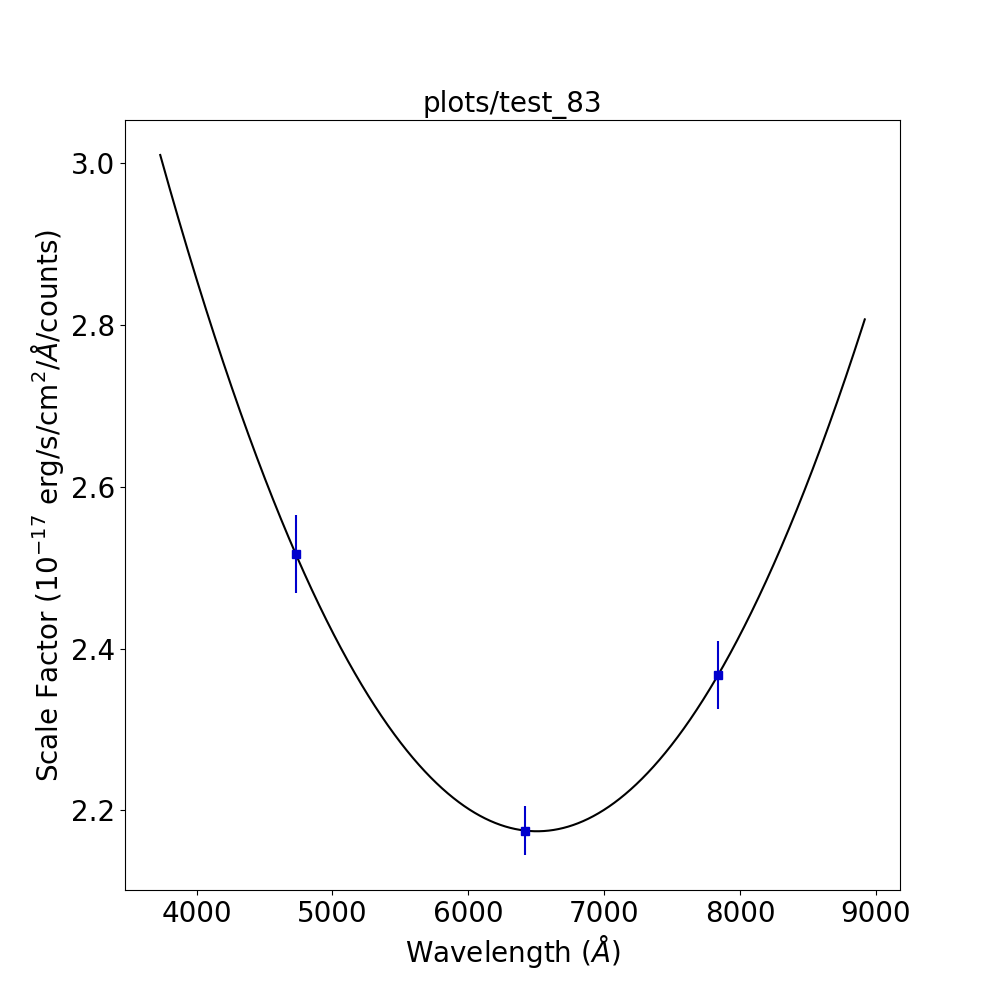 plots/test_83
3.0
2.8
2.6
2.4
2.2
Scale Factor (10⁻¹⁷ erg/s/cm²/Å/counts)
4000 5000 6000 7000 8000 9000
Wavelength (Å)